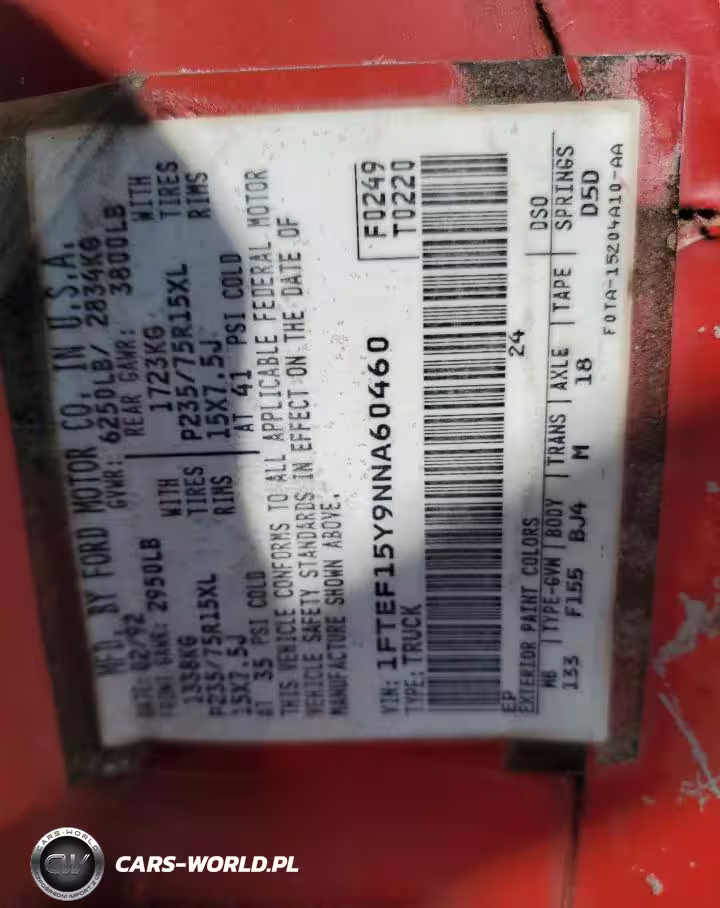 MFD. BY FORD MOTOR CO. IN U.S.A.
DATE: 02/92 GVWR: 6250LB/ 2834KG
FRONT GAWR: 2950LB REAR GAWR: 3800LB
1338KG WITH 1723KG WITH
P235/75R15XL TIRES P235/75R15XL TIRES
15X7.5J RIMS 15X7.5J RIMS
AT 35 PSI COLD AT 41 PSI COLD
THIS VEHICLE CONFORMS TO ALL APPLICABLE FEDERAL MOTOR
VEHICLE SAFETY STANDARDS IN EFFECT ON THE DATE OF
MANUFACTURE SHOWN ABOVE.
VIN: 1FTEF15Y9NNA60460 F0249
TYPE: TRUCK T0220
EP 24
EXTERIOR PAINT COLORS DSO
WB TYPE-GVW BODY TRANS AXLE TAPE SPRINGS
133 F155 BJ4 M 18 D5D
F0TA-15204A10-AA
CARS-WORLD
CW
CARS-WORLD.PL